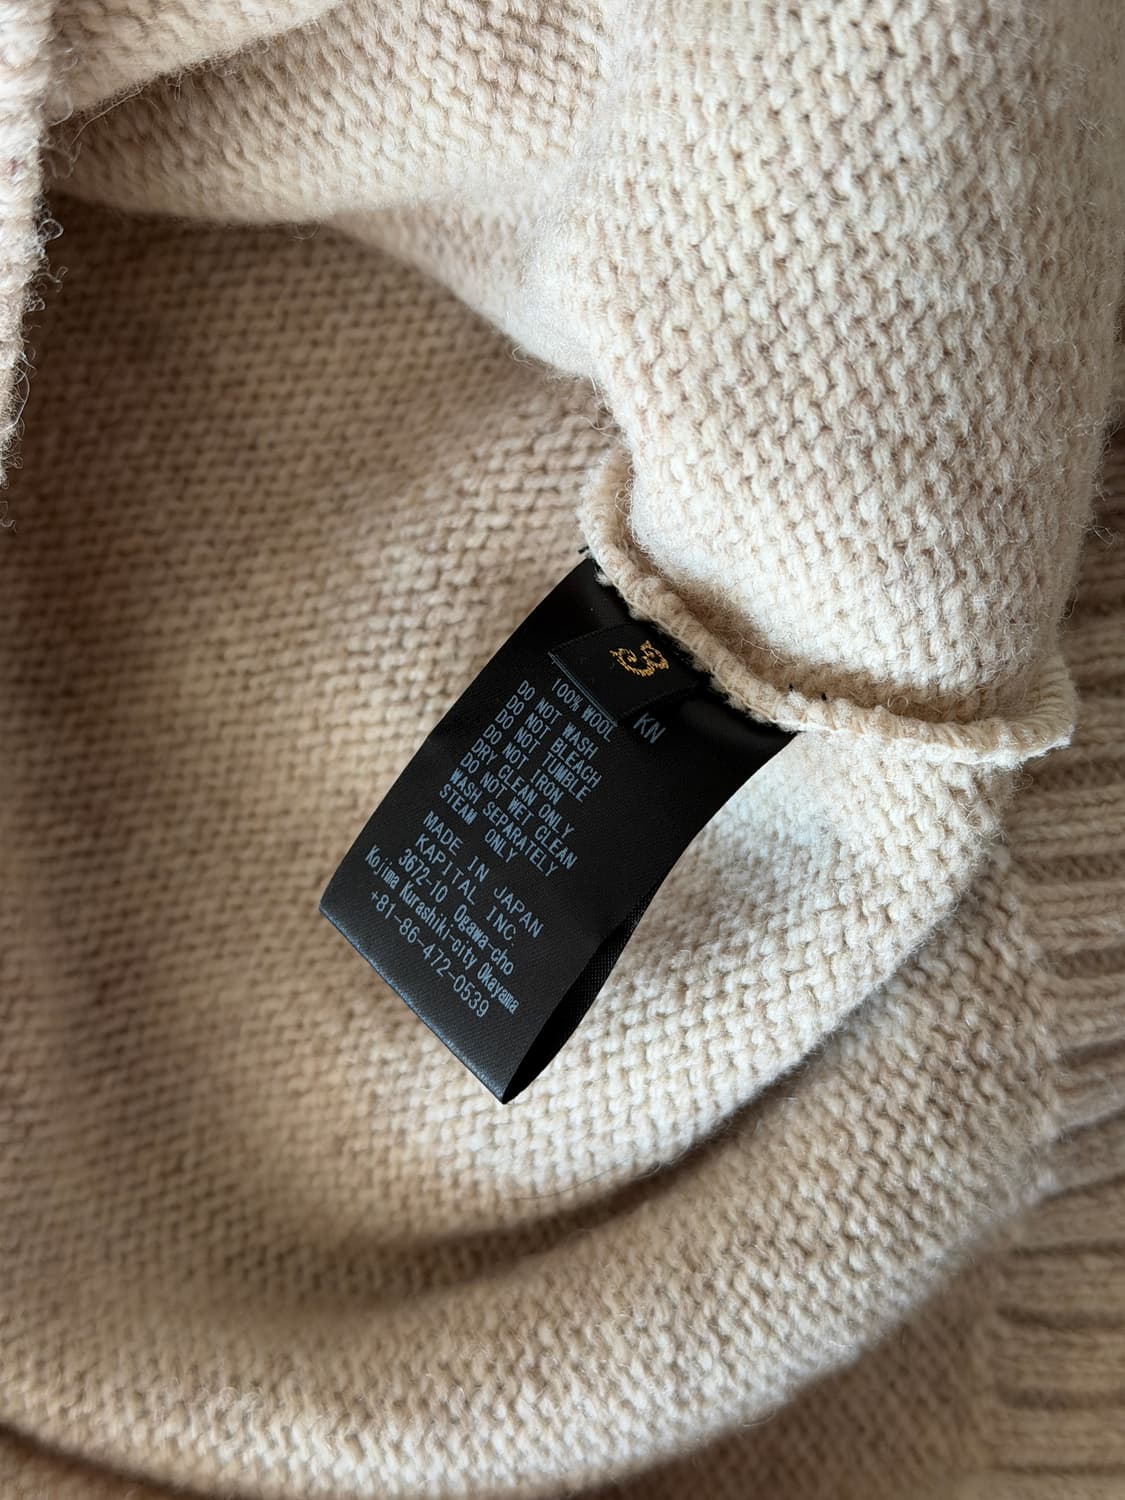 3
100% WOOL
KN
DO NOT WASH
DO NOT BLEACH
DO NOT TUMBLE
DO NOT IRON
DRY CLEAN ONLY
DO NOT WET CLEAN
WASH SEPARATELY
STEAM ONLY
MADE IN JAPAN
KAPITAL INC.
3672-10 Ogawa-cho
Kojima Kurashiki-city Okayama
+81-86-472-0539